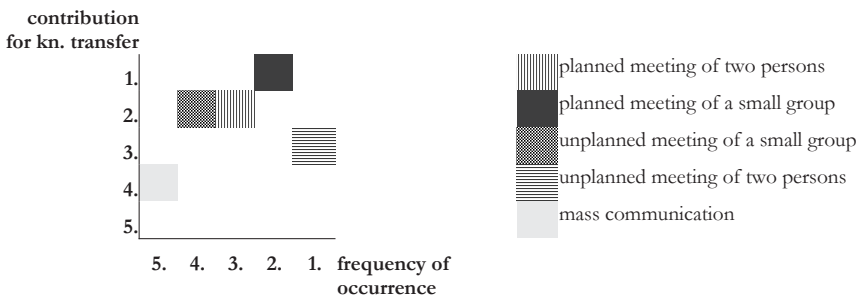 contribution
for kn. transfer
1.
2.
3.
4.
5.
5. 4. 3. 2. 1. frequency of
occurrence
planned meeting of two persons
planned meeting of a small group
unplanned meeting of a small group
unplanned meeting of two persons
mass communication